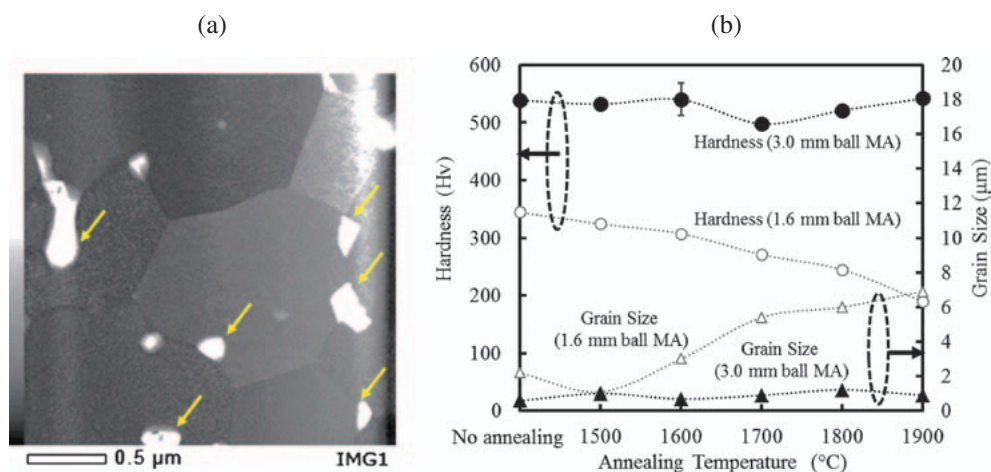 (a)
0.5 μm
IMG1
(b)
600
500
400
300
200
100
0
Hardness (Hv)
20
18
16
14
12
10
8
6
4
2
0
Grain Size (μm)
Hardness (3.0 mm ball MA)
Hardness (1.6 mm ball MA)
Grain Size
(1.6 mm ball MA)
Grain Size
(3.0 mm ball MA)
No annealing 1500 1600 1700 1800 1900
Annealing Temperature (°C)